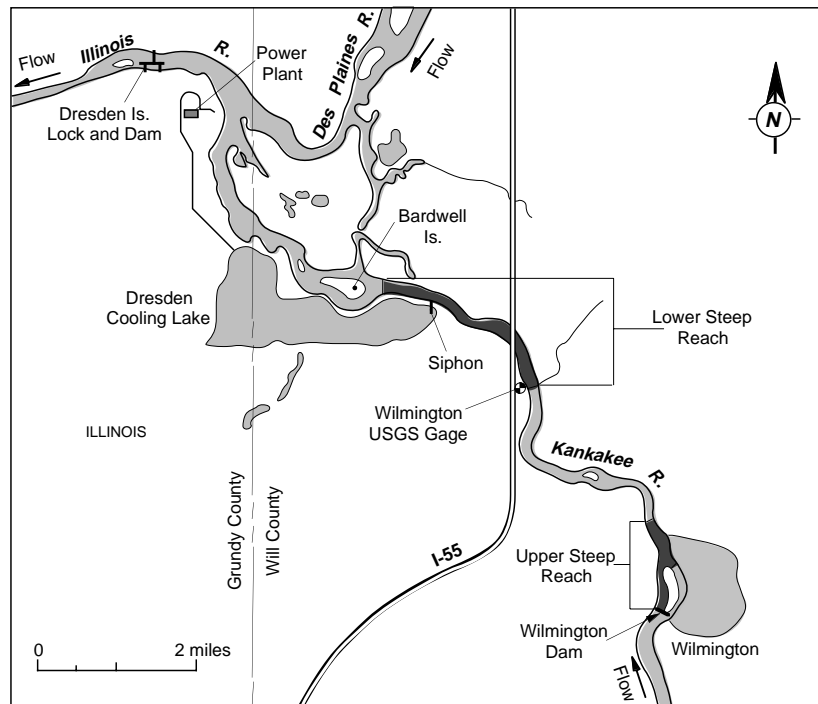 Illinois
R.
Flow
Power
Plant
Des Plaines R.
Flow
Dresden Is.
Lock and Dam
N
Bardwell
Is.
Dresden
Cooling Lake
Lower Steep
Reach
Siphon
Wilmington
USGS Gage
ILLINOIS
Kankakee
R.
Grundy County
Will County
I-55
Upper Steep
Reach
Wilmington
Dam
Wilmington
Flow
0
2 miles